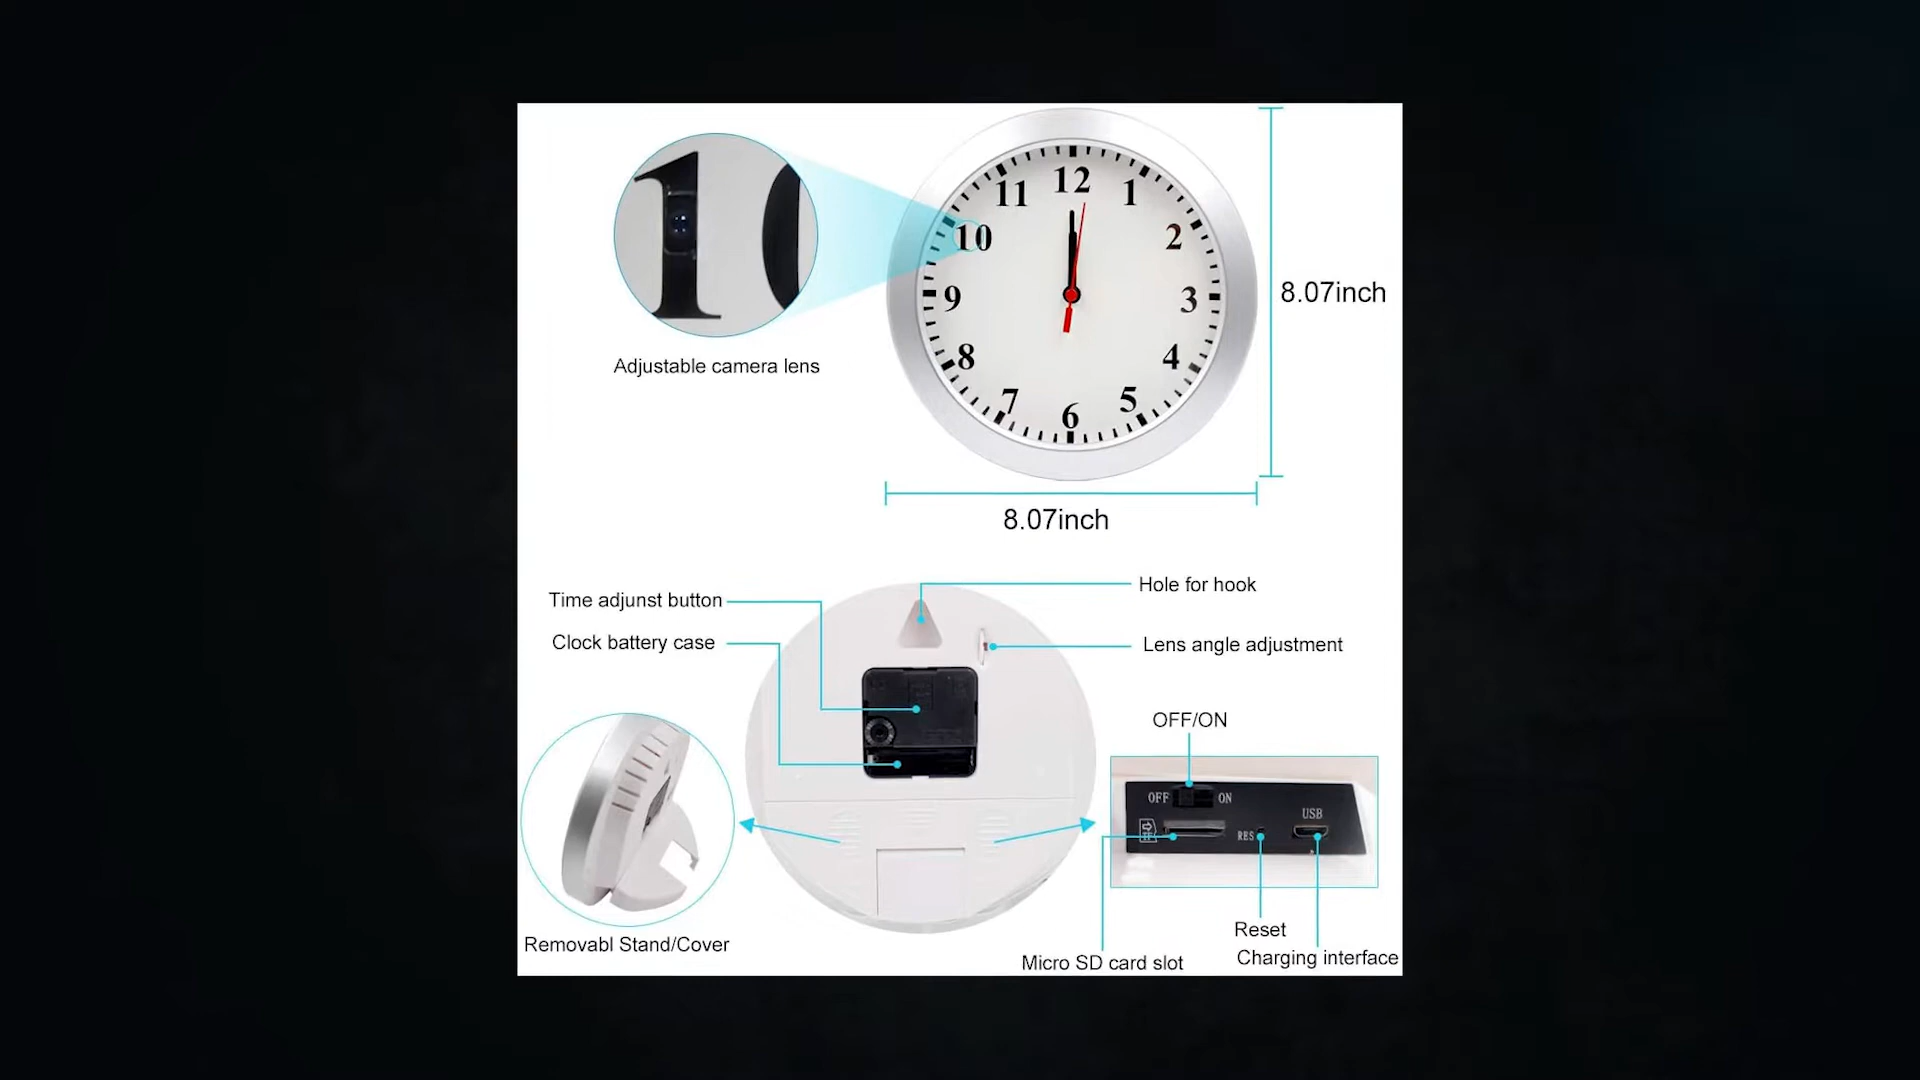 10
Adjustable camera lens
12
11
1
10
2
9
3
8
4
7
5
6
8.07inch
8.07inch
Time adjunst button
Clock battery case
Hole for hook
Lens angle adjustment
OFF/ON
OFF
ON
USB
RES
Removabl Stand/Cover
Reset
Charging interface
Micro SD card slot